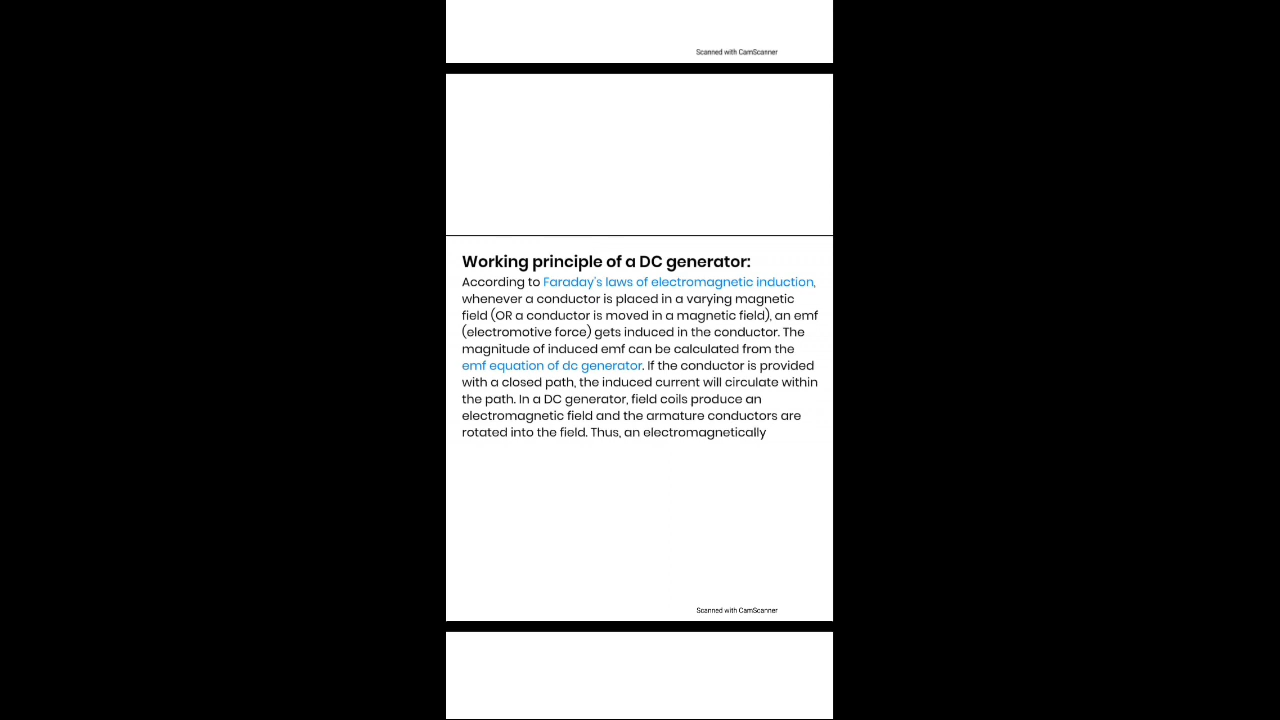 Scanned with CamScanner
Working principle of a DC generator:
According to Faraday's laws of electromagnetic induction,
whenever a conductor is placed in a varying magnetic
field (OR a conductor is moved in a magnetic field), an emf
(electromotive force) gets induced in the conductor. The
magnitude of induced emf can be calculated from the
emf equation of dc generator. If the conductor is provided
with a closed path, the induced current will circulate within
the path. In a DC generator, field coils produce an
electromagnetic field and the armature conductors are
rotated into the field. Thus, an electromagnetically
Scanned with CamScanner